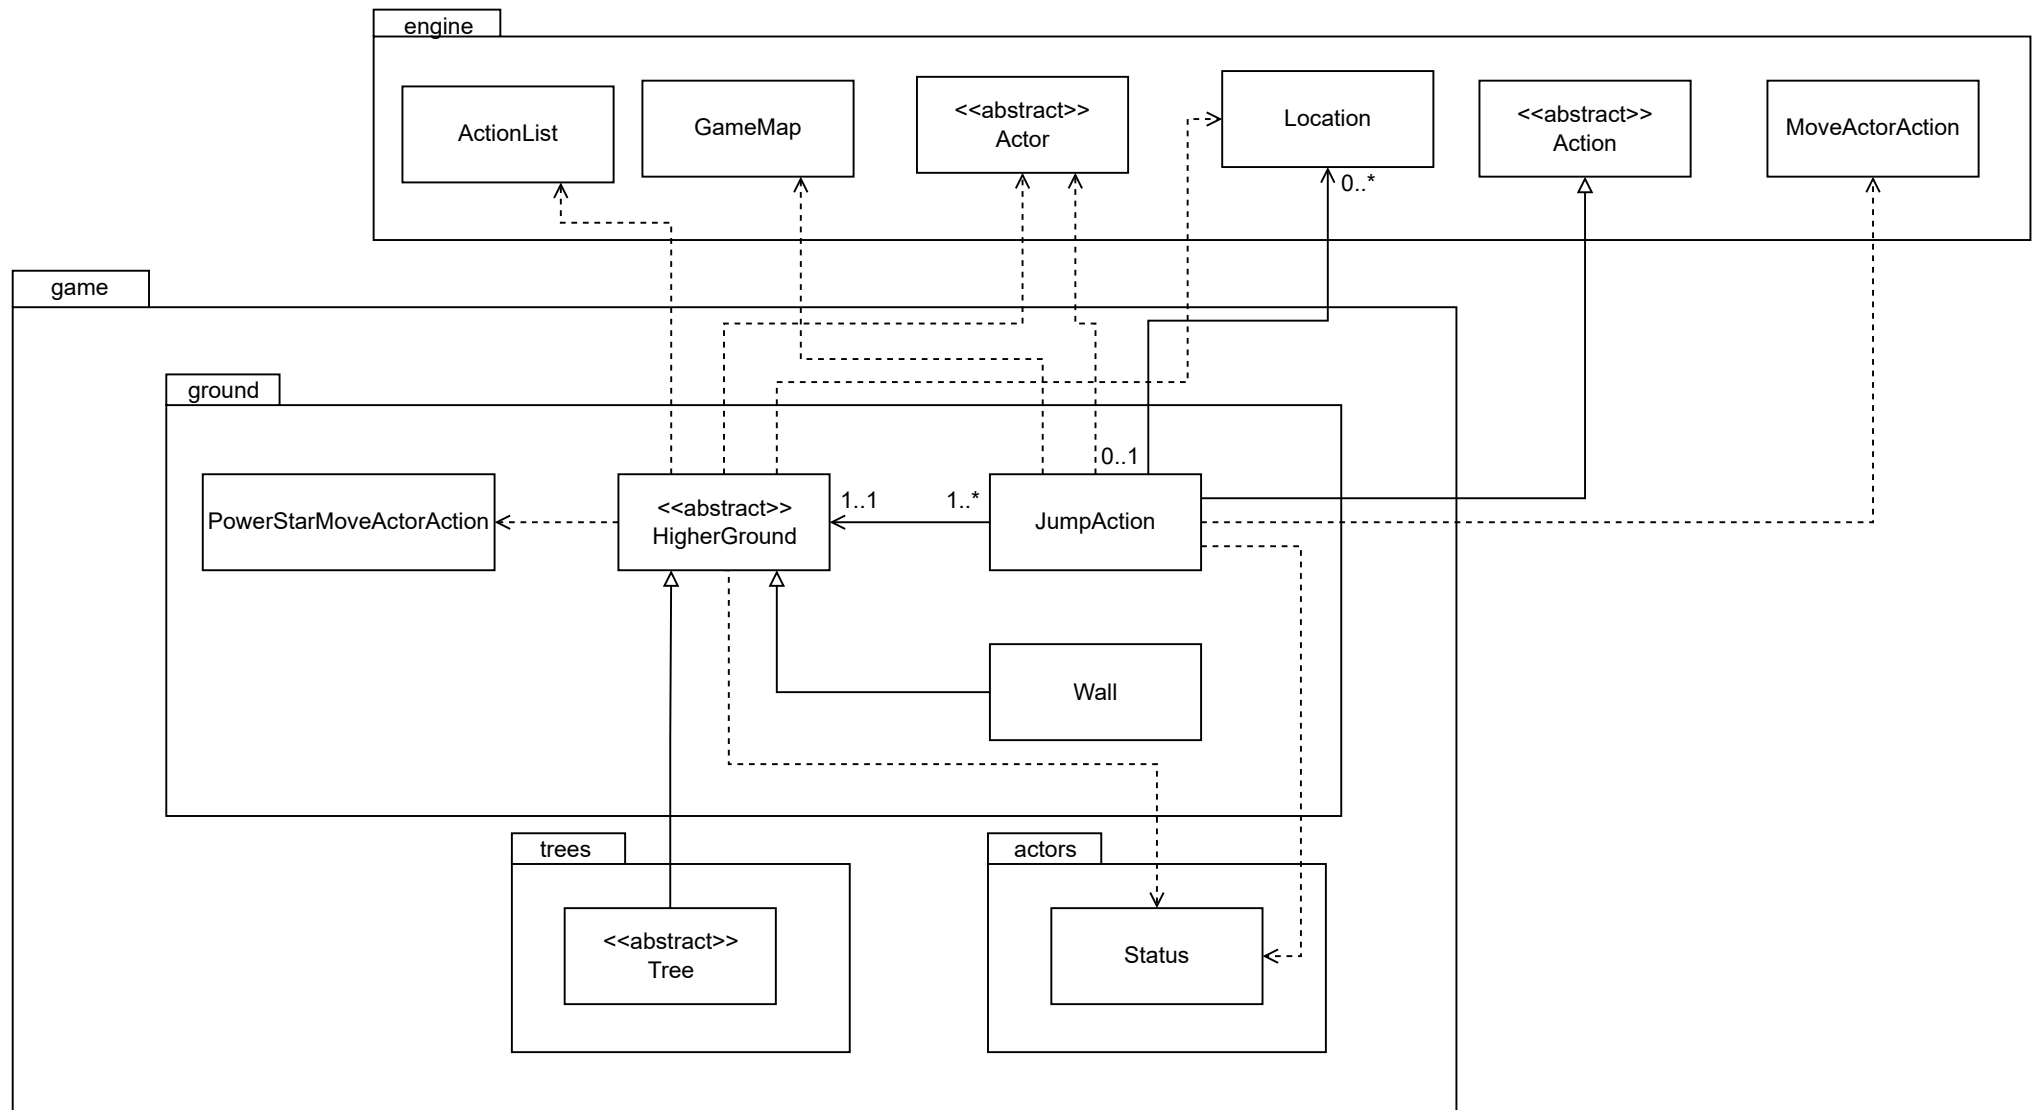 engine
ActionList
GameMap
<<abstract>>
Actor
Location
<<abstract>>
Action
MoveActorAction
0..*
game
ground
0..1
PowerStarMoveActorAction
<<abstract>>
HigherGround
1..1
1..*
JumpAction
Wall
trees
actors
<<abstract>>
Tree
Status